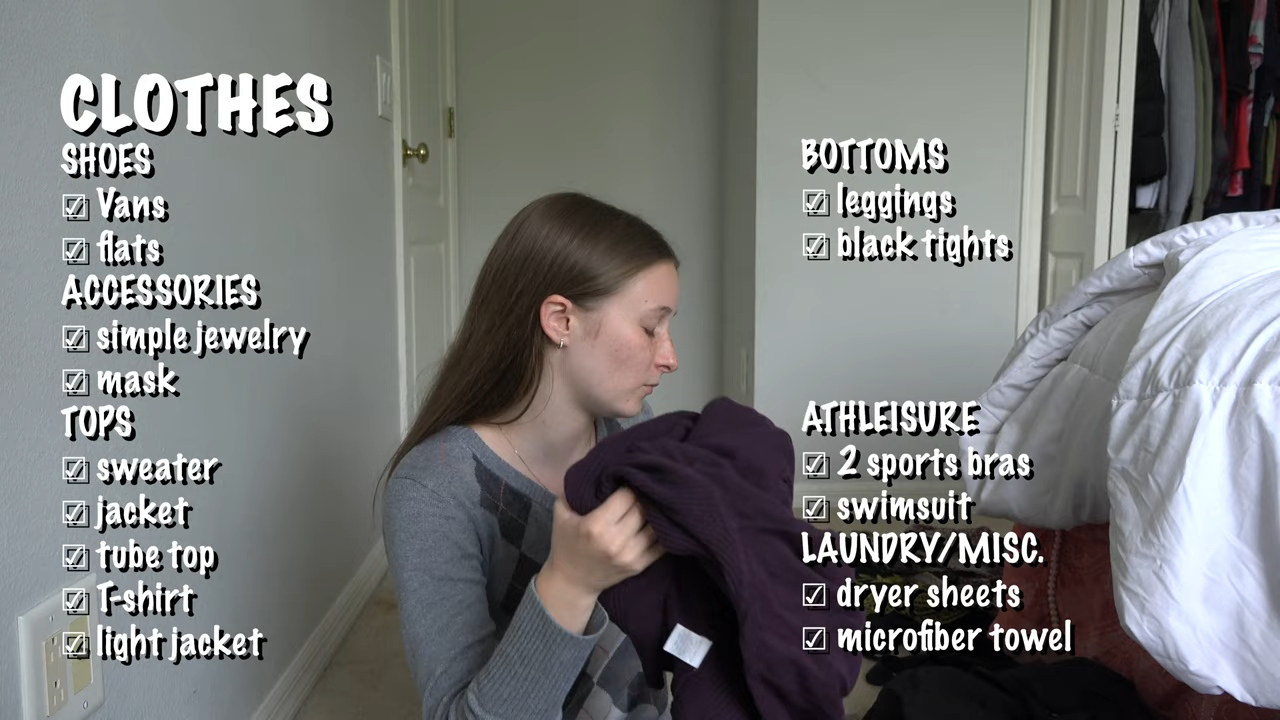 CLOTHES
SHOES
☑ Vans
☑ flats
ACCESSORIES
☑ simple jewelry
☑ mask
TOPS
☑ sweater
☑ jacket
☑ tube top
☑ T-shirt
☑ light jacket
BOTTOMS
☑ leggings
☑ black tights
ATHLEISURE
☑ 2 sports bras
☑ swimsuit
LAUNDRY/MISC.
☑ dryer sheets
☑ microfiber towel